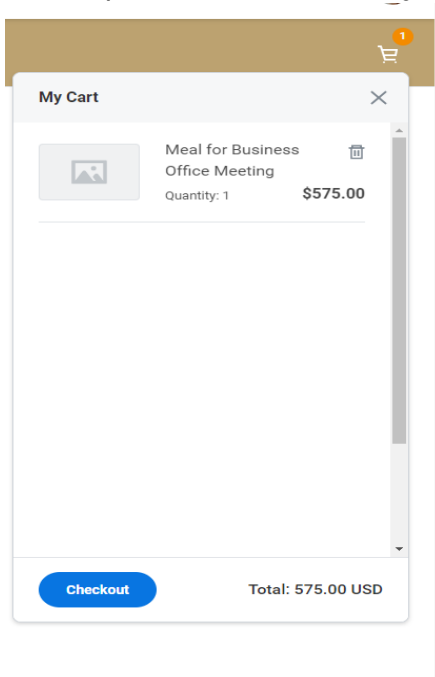 1
My Cart
Meal for Business
Office Meeting
Quantity: 1
$575.00
Checkout
Total: 575.00 USD